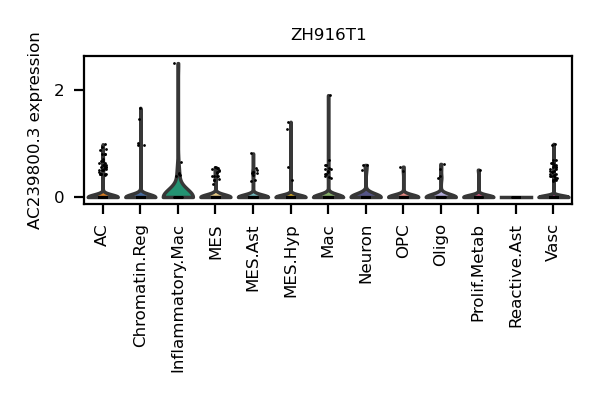 ZH916T1
AC239800.3 expression
2
0
AC
Chromatin.Reg
Inflammatory.Mac
MES
MES.Ast
MES.Hyp
Mac
Neuron
OPC
Oligo
Prolif.Metab
Reactive.Ast
Vasc